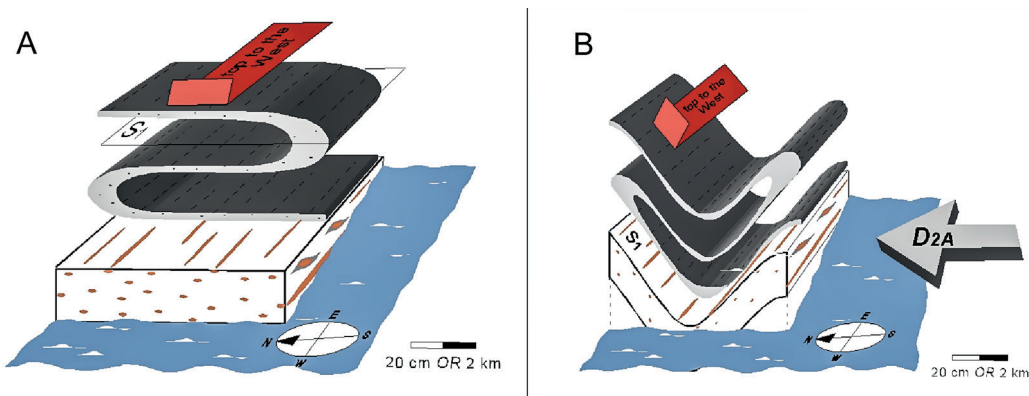 A
top to the
West
S1
N
E
S
W
20 cm OR 2 km
B
top to the
West
S1
D2A
N
E
S
W
20 cm OR 2 km